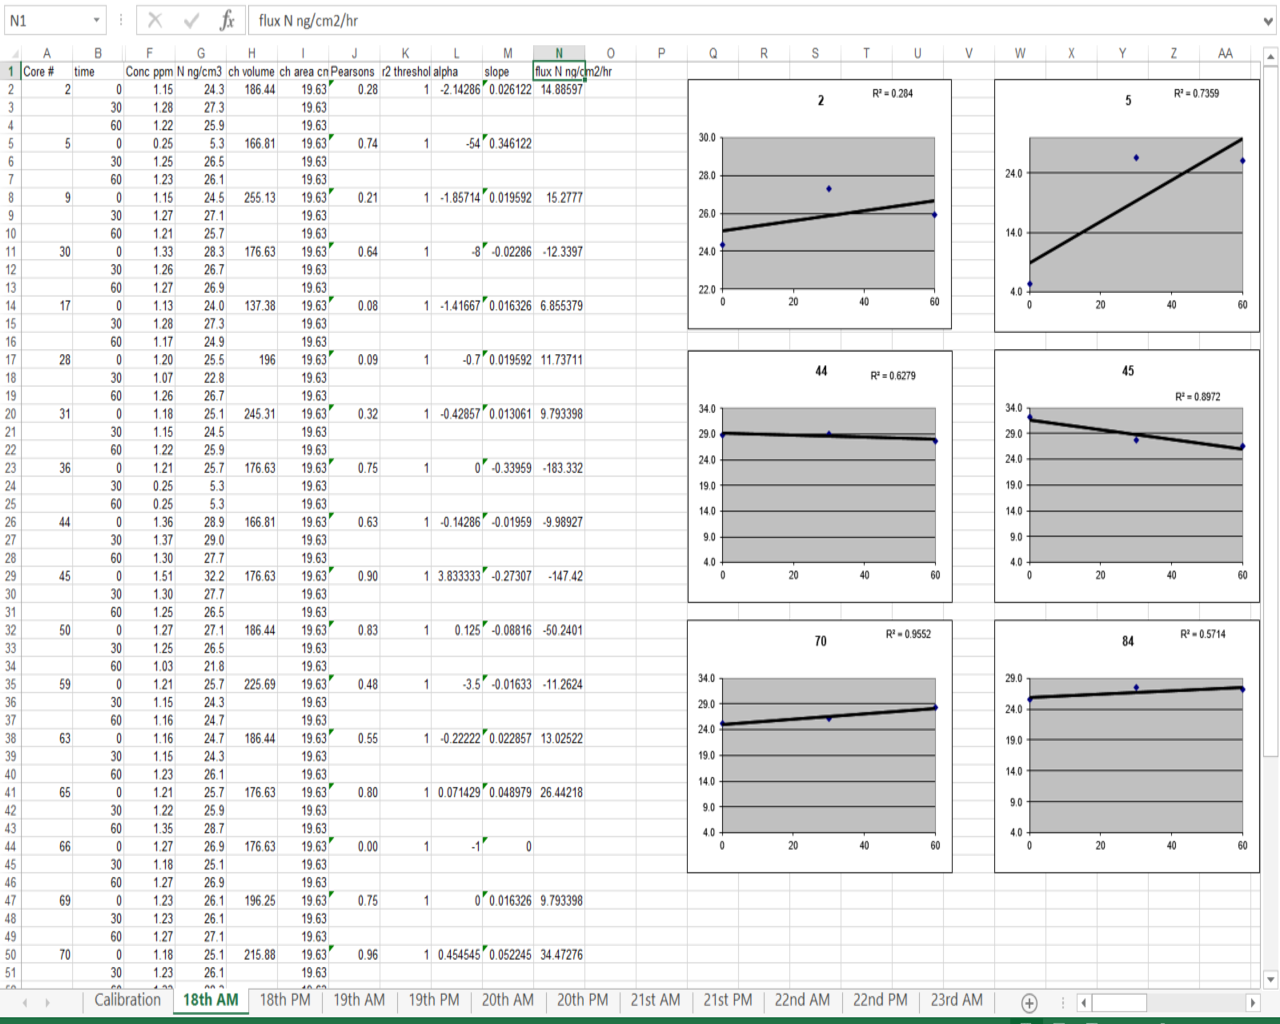 N1 fx flux N ng/cm2/hr
A B F G H I J K L M N O P Q R S T U V W X Y Z AA
1 Core # time Conc ppm N ng/cm3 ch volume ch area cn Pearsons r2 threshol alpha slope flux N ng/cm2/hr
2 2 0 1.15 24.3 186.44 19.63 0.28 1 -2.14286 0.026122 14.88597
3 30 1.28 27.3 19.63
4 60 1.22 25.9 19.63
5 5 0 0.25 5.3 166.81 19.63 0.74 1 -54 0.346122
6 30 1.25 26.5 19.63
7 60 1.23 26.1 19.63
8 9 0 1.15 24.5 255.13 19.63 0.21 1 -1.85714 0.019592 15.2777
9 30 1.27 27.1 19.63
10 60 1.21 25.7 19.63
11 30 0 1.33 28.3 176.63 19.63 0.64 1 -8 -0.02286 -12.3397
12 30 1.26 26.7 19.63
13 60 1.27 26.9 19.63
14 17 0 1.13 24.0 137.38 19.63 0.08 1 -1.41667 0.016326 6.855379
15 30 1.28 27.3 19.63
16 60 1.17 24.9 19.63
17 28 0 1.20 25.5 196 19.63 0.09 1 -0.7 0.019592 11.73711
18 30 1.07 22.8 19.63
19 60 1.26 26.7 19.63
20 31 0 1.18 25.1 245.31 19.63 0.32 1 -0.42857 0.013061 9.793398
21 30 1.15 24.5 19.63
22 60 1.22 25.9 19.63
23 36 0 1.21 25.7 176.63 19.63 0.75 1 0 -0.33959 -183.332
24 30 0.25 5.3 19.63
25 60 0.25 5.3 19.63
26 44 0 1.36 28.9 166.81 19.63 0.63 1 -0.14286 -0.01959 -9.98927
27 30 1.37 29.0 19.63
28 60 1.30 27.7 19.63
29 45 0 1.51 32.2 176.63 19.63 0.90 1 3.833333 -0.27307 -147.42
30 30 1.30 27.7 19.63
31 60 1.25 26.5 19.63
32 50 0 1.27 27.1 186.44 19.63 0.83 1 0.125 -0.08816 -50.2401
33 30 1.25 26.5 19.63
34 60 1.03 21.8 19.63
35 59 0 1.21 25.7 225.69 19.63 0.48 1 -3.5 -0.01633 -11.2624
36 30 1.15 24.3 19.63
37 60 1.16 24.7 19.63
38 63 0 1.16 24.7 186.44 19.63 0.55 1 -0.22222 0.022857 13.02522
39 30 1.15 24.3 19.63
40 60 1.23 26.1 19.63
41 65 0 1.21 25.7 176.63 19.63 0.80 1 0.071429 0.048979 26.44218
42 30 1.22 25.9 19.63
43 60 1.35 28.7 19.63
44 66 0 1.27 26.9 176.63 19.63 0.00 1 -1 0
45 30 1.18 25.1 19.63
46 60 1.27 26.9 19.63
47 69 0 1.23 26.1 196.25 19.63 0.75 1 0 0.016326 9.793398
48 30 1.23 26.1 19.63
49 60 1.27 27.1 19.63
50 70 0 1.18 25.1 215.88 19.63 0.96 1 0.454545 0.052245 34.47276
51 30 1.23 26.1 19.63
2 R² = 0.284
30.0
28.0
26.0
24.0
22.0
0 20 40 60
5 R² = 0.7359
24.0
14.0
4.0
0 20 40 60
44 R² = 0.6279
34.0
29.0
24.0
19.0
14.0
9.0
4.0
0 20 40 60
45
R² = 0.8972
34.0
29.0
24.0
19.0
14.0
9.0
4.0
0 20 40 60
70 R² = 0.9552
34.0
29.0
24.0
19.0
14.0
9.0
4.0
0 20 40 60
84 R² = 0.5714
29.0
24.0
19.0
14.0
9.0
4.0
0 20 40 60
Calibration 18th AM 18th PM 19th AM 19th PM 20th AM 20th PM 21st AM 21st PM 22nd AM 22nd PM 23rd AM